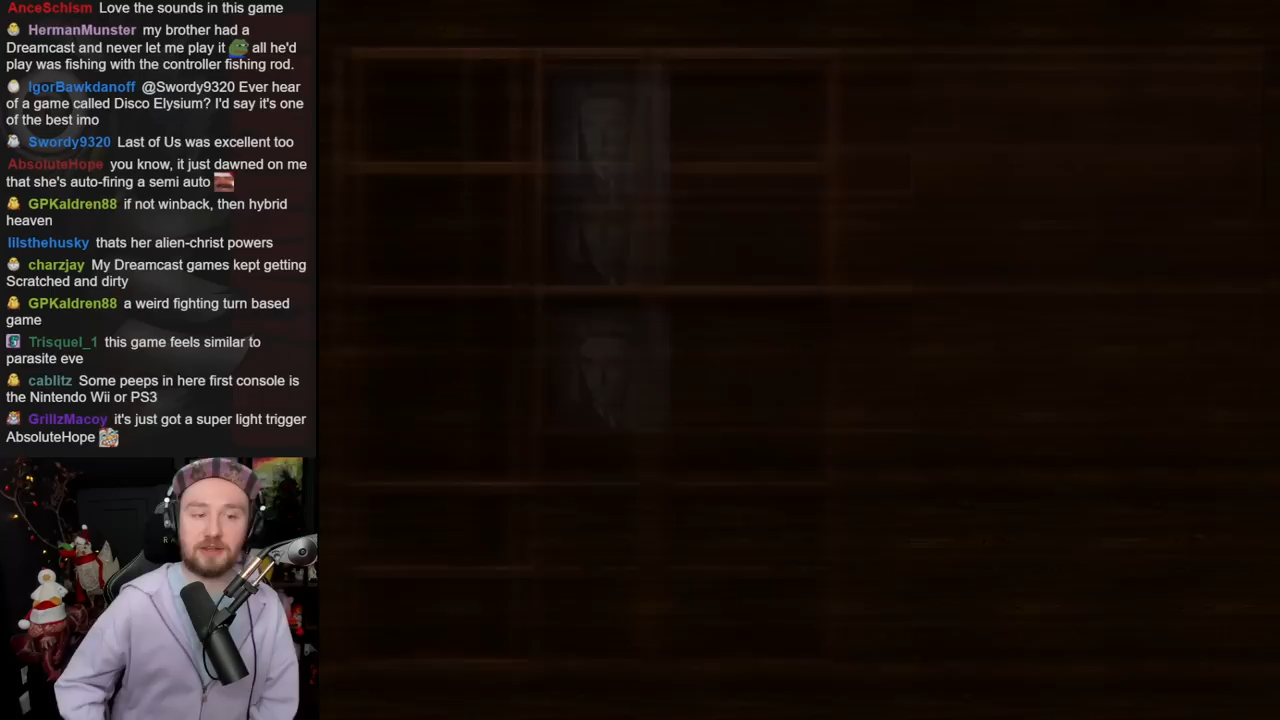 AnceSchism Love the sounds in this game
HermanMunster my brother had a
Dreamcast and never let me play it all he'd
play was fishing with the controller fishing rod.
IgorBawkdanoff @Swordy9320 Ever hear
of a game called Disco Elysium? I'd say it's one
of the best imo
Swordy9320 Last of Us was excellent too
AbsoluteHope you know, it just dawned on me
that she's auto-firing a semi auto
GPKaldren88 if not winback, then hybrid
heaven
lilsthehusky thats her alien-christ powers
charzjay My Dreamcast games kept getting
Scratched and dirty
GPKaldren88 a weird fighting turn based
game
Trisquel_1 this game feels similar to
parasite eve
cablitz Some peeps in here first console is
the Nintendo Wii or PS3
GrillzMacoy it's just got a super light trigger
AbsoluteHope